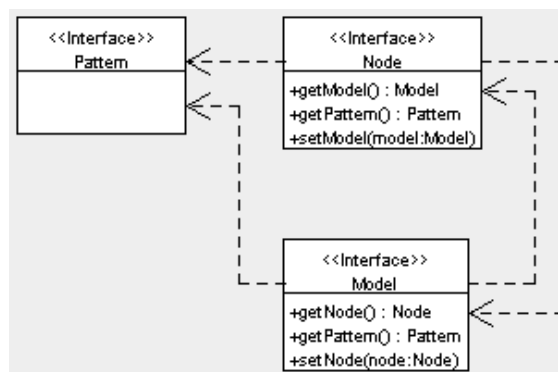 <<Interface>>
Pattern
<<Interface>>
Node
+getModel() : Model
+getPattern() : Pattern
+setModel(model:Model)
<<Interface>>
Model
+getNode() : Node
+getPattern() : Pattern
+setNode(node:Node)